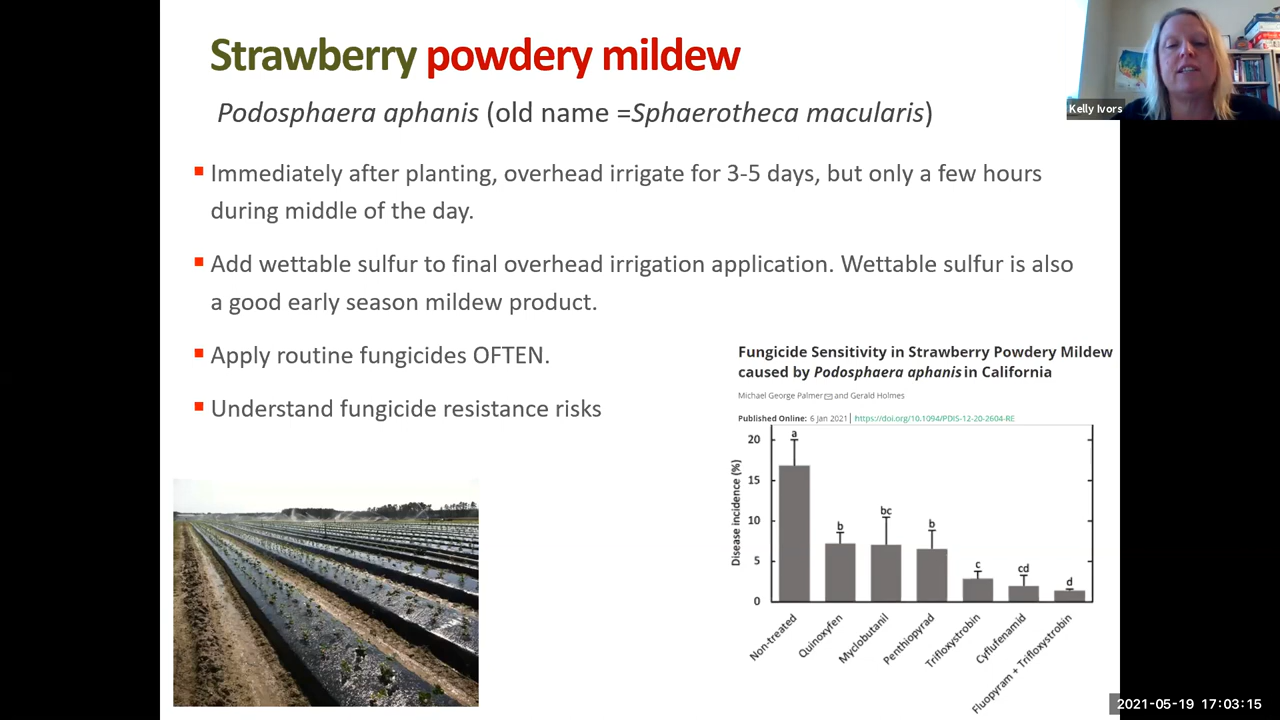 Strawberry powdery mildew
Podosphaera aphanis (old name =Sphaerotheca macularis)
Kelly Ivors
Immediately after planting, overhead irrigate for 3-5 days, but only a few hours
during middle of the day.
Add wettable sulfur to final overhead irrigation application. Wettable sulfur is also
a good early season mildew product.
Apply routine fungicides OFTEN.
Understand fungicide resistance risks
Fungicide Sensitivity in Strawberry Powdery Mildew
caused by Podosphaera aphanis in California
Michael George Palmer and Gerald Holmes
Published Online: 6 Jan 2021 | https://doi.org/10.1094/PDIS-12-20-2604-RE
Disease incidence (%)
20
15
10
5
0
a
b
bc
b
c
cd
d
Non-treated
Quinoxyfen
Myclobutanil
Penthiopyrad
Trifloxystrobin
Cyflufenamid
Fluopyram + Trifloxystrobin
2021-05-19 17:03:15